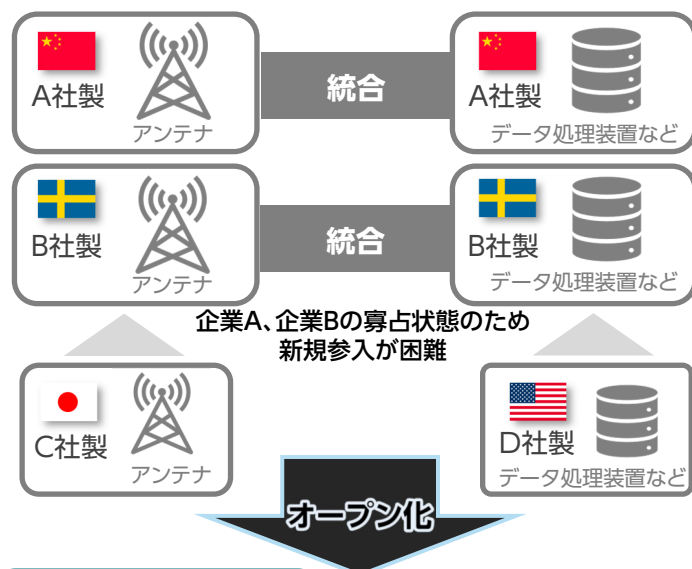 A社製
アンテナ
統合
A社製
データ処理装置など
B社製
アンテナ
統合
B社製
データ処理装置など
企業A、企業Bの寡占状態のため
新規参入が困難
C社製
アンテナ
D社製
データ処理装置など
オープン化